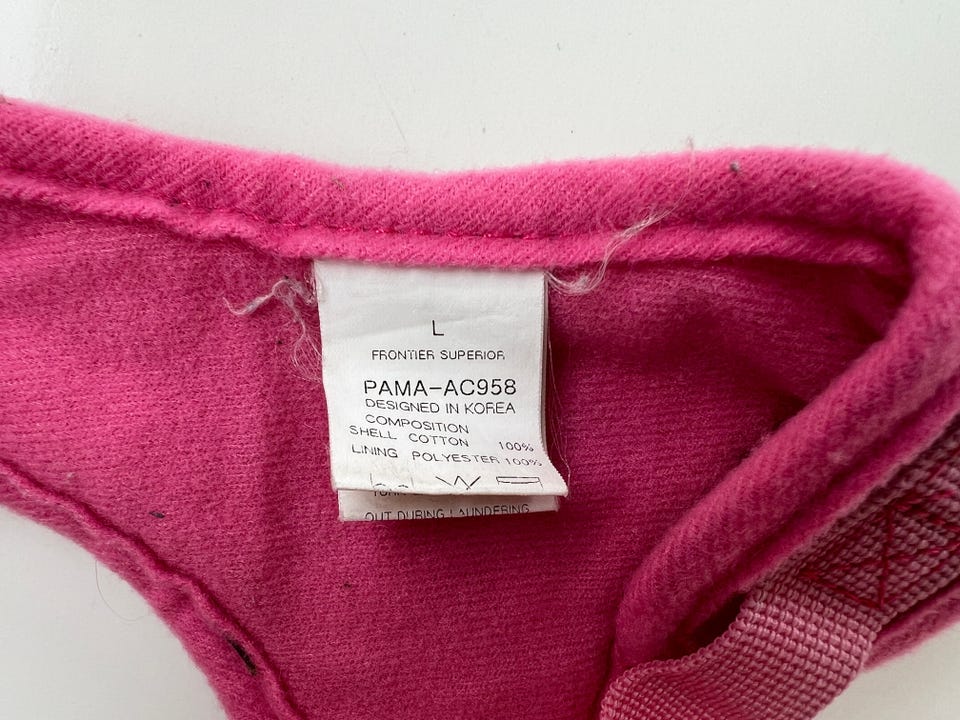 L
FRONTIER SUPERIOR
PAMA-AC958
DESIGNED IN KOREA
COMPOSITION
SHELL COTTON 100%
LINING POLYESTER 100%
OUT DURING LAUNDERING